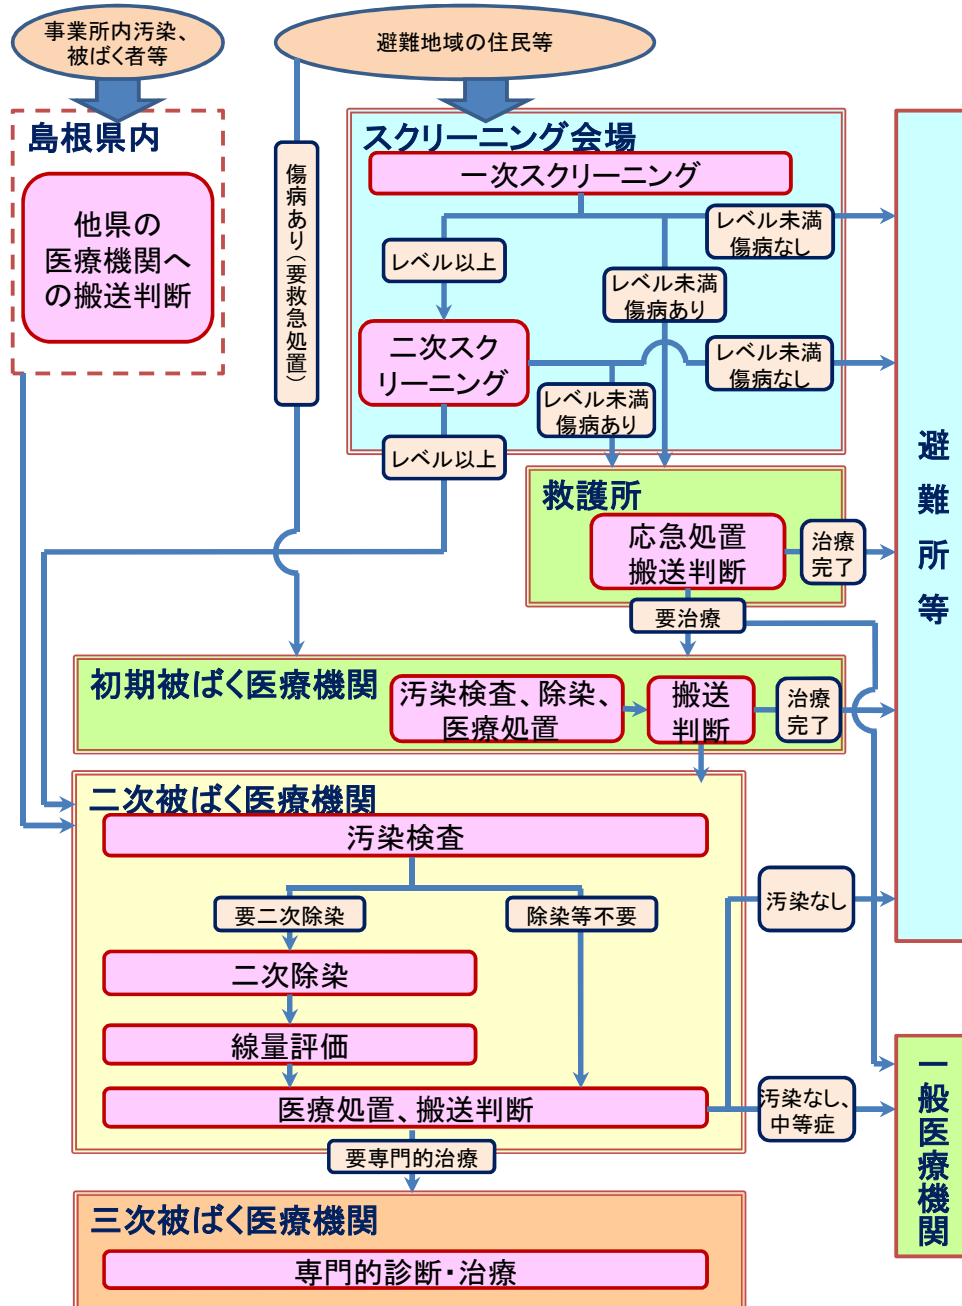 事業所内汚染、
被ばく者等
避難地域の住民等
島根県内
他県の
医療機関へ
の搬送判断
傷病あり（要救急処置）
スクリーニング会場
一次スクリーニング
レベル未満
傷病なし
レベル以上
レベル未満
傷病あり
二次スク
リーニング
レベル未満
傷病なし
レベル未満
傷病あり
レベル以上
避難所等
救護所
応急処置
搬送判断
治療
完了
要治療
初期被ばく医療機関
汚染検査、除染、
医療処置
搬送
判断
治療
完了
二次被ばく医療機関
汚染検査
要二次除染
除染等不要
汚染なし
二次除染
線量評価
医療処置、搬送判断
汚染なし、
中等症
一般医療機関
要専門的治療
三次被ばく医療機関
専門的診断・治療